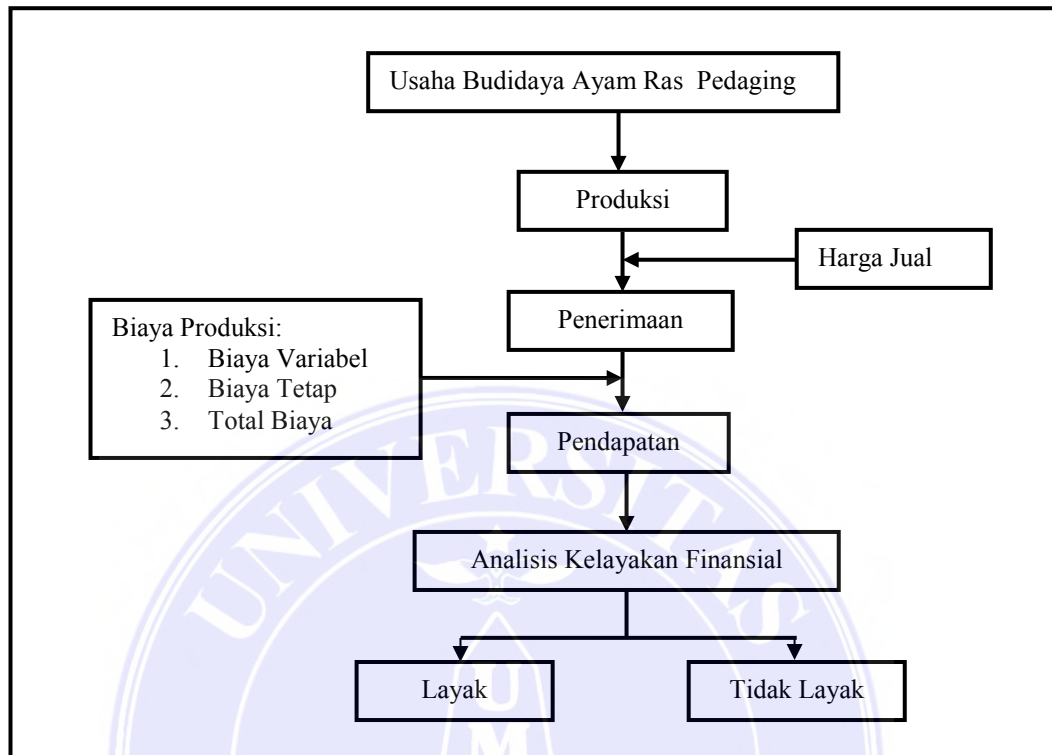 Usaha Budidaya Ayam Ras Pedaging
Produksi
Harga Jual
Penerimaan
Biaya Produksi:
1. Biaya Variabel
2. Biaya Tetap
3. Total Biaya
Pendapatan
Analisis Kelayakan Finansial
Layak
Tidak Layak
UNIVERSITAS
U
M